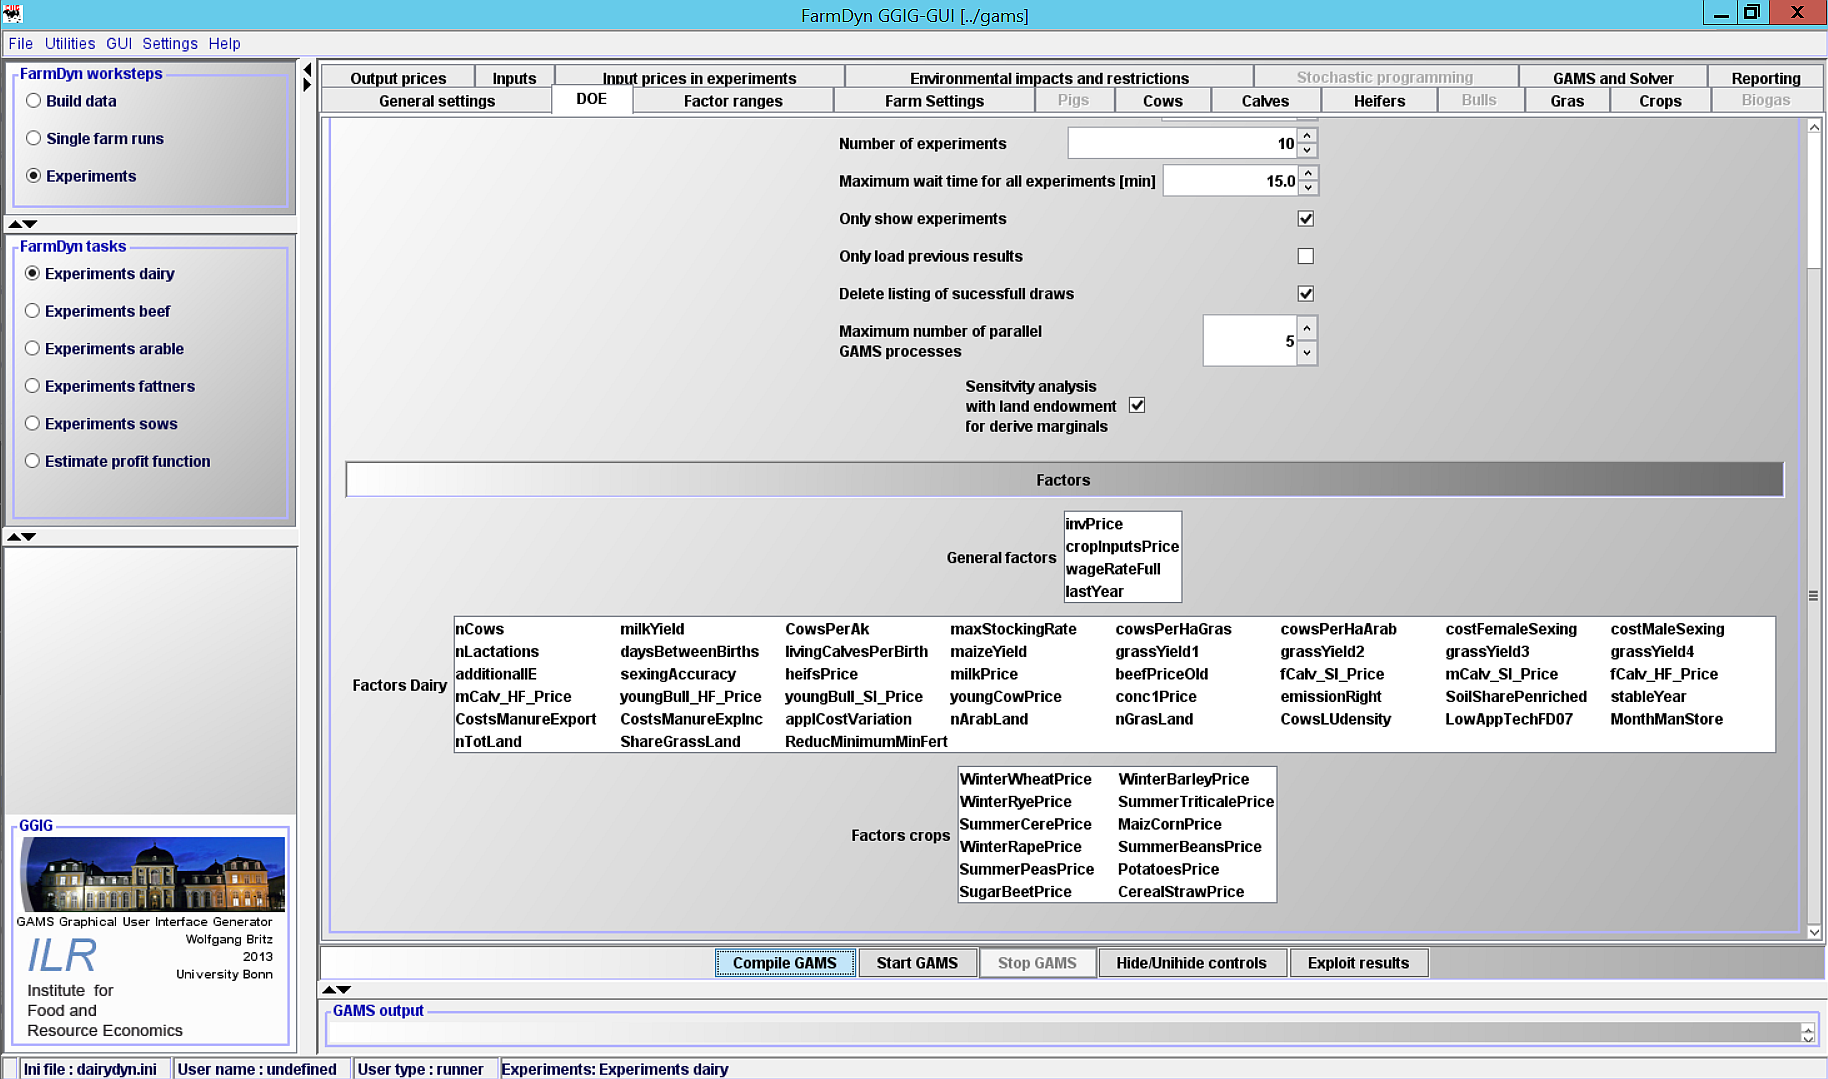 FarmDyn GGIG-GUI [../gams]
File Utilities GUI Settings Help
FarmDyn worksteps
Build data
Single farm runs
Experiments
FarmDyn tasks
Experiments dairy
Experiments beef
Experiments arable
Experiments fattners
Experiments sows
Estimate profit function
GGIG
GAMS Graphical User Interface Generator
ILR
Wolfgang Britz
2013
University Bonn
Institute for
Food and
Resource Economics
Output prices Inputs Input prices in experiments Environmental impacts and restrictions Stochastic programming GAMS and Solver Reporting
General settings DOE Factor ranges Farm Settings Pigs Cows Calves Heifers Bulls Gras Crops Biogas
Number of experiments 10
Maximum wait time for all experiments [min] 15.0
Only show experiments
Only load previous results
Delete listing of sucessfull draws
Maximum number of parallel
GAMS processes 5
Sensitvity analysis
with land endowment
for derive marginals
Factors
General factors
invPrice
cropInputsPrice
wageRateFull
lastYear
Factors Dairy
nCows milkYield CowsPerAk maxStockingRate cowsPerHaGras cowsPerHaArab costFemaleSexing costMaleSexing
nLactations daysBetweenBirths livingCalvesPerBirth maizeYield grassYield1 grassYield2 grassYield3 grassYield4
additionallE sexingAccuracy heifsPrice milkPrice beefPriceOld fCalv_SI_Price mCalv_SI_Price fCalv_HF_Price
mCalv_HF_Price youngBull_HF_Price youngBull_SI_Price youngCowPrice conc1Price emissionRight SoilSharePenriched stableYear
CostsManureExport CostsManureExpInc applCostVariation nArabLand nGrasLand CowsLUdensity LowAppTechFD07 MonthManStore
nTotLand ShareGrassLand ReducMinimumMinFert
Factors crops
WinterWheatPrice WinterBarleyPrice
WinterRyePrice SummerTriticalePrice
SummerCerePrice MaizCornPrice
WinterRapePrice SummerBeansPrice
SummerPeasPrice PotatoesPrice
SugarBeetPrice CerealStrawPrice
Compile GAMS Start GAMS Stop GAMS Hide/Unihide controls Exploit results
GAMS output
Ini file : dairydyn.ini User name : undefined User type : runner Experiments: Experiments dairy